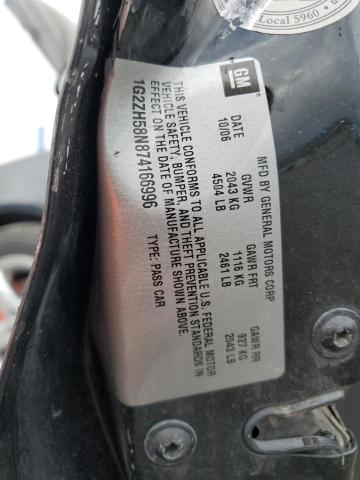 Local 5960
GM
MFD BY GENERAL MOTORS CORP
DATE GVWR GAWR FRT GAWR RR
10/06 2043 KG 1116 KG 927 KG
4504 LB 2461 LB 2043 LB
THIS VEHICLE CONFORMS TO ALL APPLICABLE U.S. FEDERAL MOTOR
VEHICLE SAFETY, BUMPER, AND THEFT PREVENTION STANDARDS IN
EFFECT ON THE DATE OF MANUFACTURE SHOWN ABOVE.
1G2ZH58N874166996 TYPE: PASS CAR